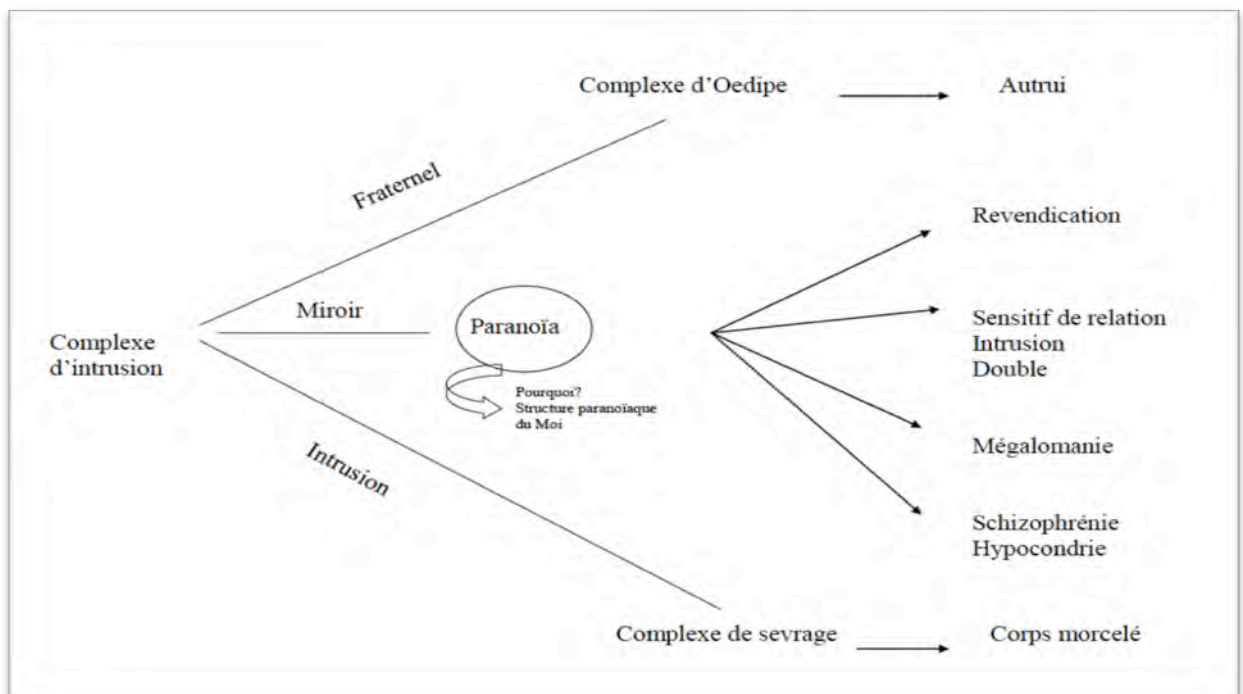 Complexe d'Oedipe
Autrui
Fraternel
Revendication
Miroir
Paranoïa
Sensitif de relation
Intrusion
Double
Complexe
d'intrusion
Pourquoi?
Structure paranoïaque
du Moi
Mégalomanie
Intrusion
Schizophrénie
Hypocondrie
Complexe de sevrage
Corps morcelé